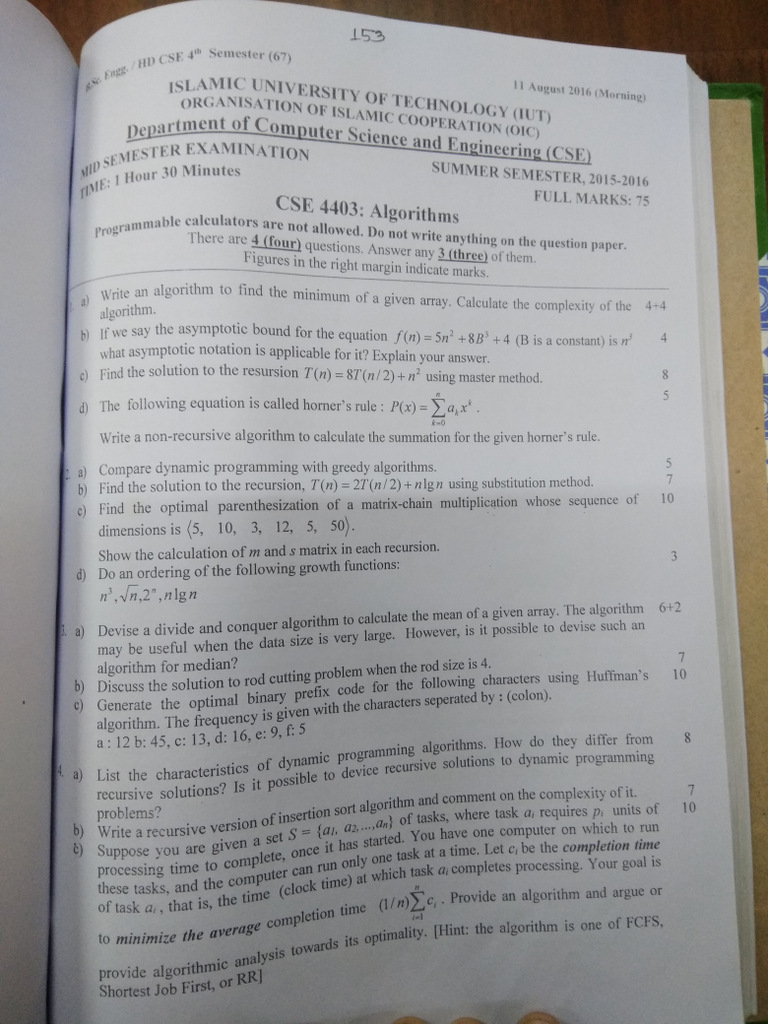 153
B.Sc. Engg. / HD CSE 4th Semester (67)
11 August 2016 (Morning)
ISLAMIC UNIVERSITY OF TECHNOLOGY (IUT)
ORGANISATION OF ISLAMIC COOPERATION (OIC)
Department of Computer Science and Engineering (CSE)
MID SEMESTER EXAMINATION
SUMMER SEMESTER, 2015-2016
TIME: 1 Hour 30 Minutes
FULL MARKS: 75
CSE 4403: Algorithms
Programmable calculators are not allowed. Do not write anything on the question paper.
There are 4 (four) questions. Answer any 3 (three) of them.
Figures in the right margin indicate marks.
a) Write an algorithm to find the minimum of a given array. Calculate the complexity of the 4+4
algorithm.
b) If we say the asymptotic bound for the equation f(n) = 5n² + 8B³ + 4 (B is a constant) is n³ 4
what asymptotic notation is applicable for it? Explain your answer.
c) Find the solution to the resursion T(n) = 8T(n/2) + n² using master method. 8
d) The following equation is called horner's rule : P(x) = ∑_{k=0}^{n} a_k x^k . 5
Write a non-recursive algorithm to calculate the summation for the given horner's rule.
2. a) Compare dynamic programming with greedy algorithms. 5
b) Find the solution to the recursion, T(n) = 2T(n/2) + n lg n using substitution method. 7
c) Find the optimal parenthesization of a matrix-chain multiplication whose sequence of 10
dimensions is ⟨5, 10, 3, 12, 5, 50⟩.
Show the calculation of m and s matrix in each recursion.
d) Do an ordering of the following growth functions: 3
n³, √n, 2ⁿ, n lg n
3. a) Devise a divide and conquer algorithm to calculate the mean of a given array. The algorithm 6+2
may be useful when the data size is very large. However, is it possible to devise such an
algorithm for median?
b) Discuss the solution to rod cutting problem when the rod size is 4. 7
c) Generate the optimal binary prefix code for the following characters using Huffman's 10
algorithm. The frequency is given with the characters seperated by : (colon).
a : 12 b: 45, c: 13, d: 16, e: 9, f: 5
4. a) List the characteristics of dynamic programming algorithms. How do they differ from 8
recursive solutions? Is it possible to device recursive solutions to dynamic programming
problems?
b) Write a recursive version of insertion sort algorithm and comment on the complexity of it. 7
c) Suppose you are given a set S = {a1, a2,...,an} of tasks, where task ai requires pi units of 10
processing time to complete, once it has started. You have one computer on which to run
these tasks, and the computer can run only one task at a time. Let ci be the completion time
of task ai , that is, the time (clock time) at which task ai completes processing. Your goal is
to minimize the average completion time (1/n)∑_{i=1}^{n} c_i . Provide an algorithm and argue or
provide algorithmic analysis towards its optimality. [Hint: the algorithm is one of FCFS,
Shortest Job First, or RR]